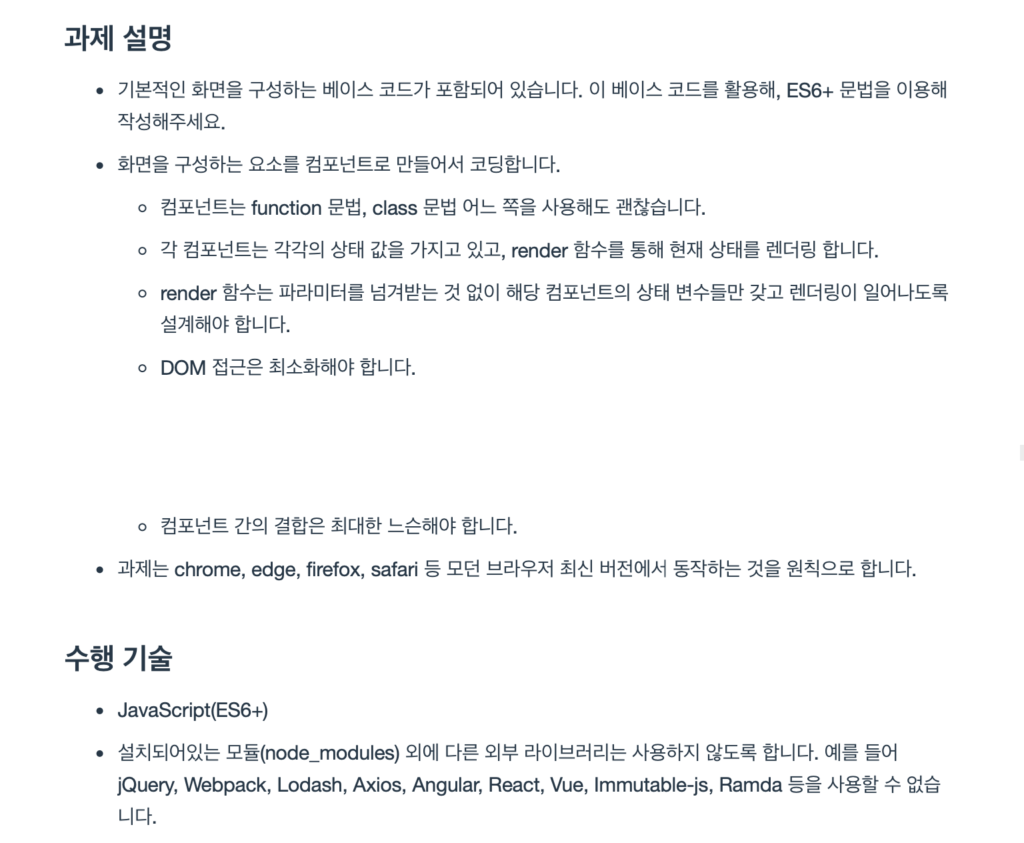 과제 설명
기본적인 화면을 구성하는 베이스 코드가 포함되어 있습니다. 이 베이스 코드를 활용해, ES6+ 문법을 이용해
작성해주세요.
화면을 구성하는 요소를 컴포넌트로 만들어서 코딩합니다.
컴포넌트는 function 문법, class 문법 어느 쪽을 사용해도 괜찮습니다.
각 컴포넌트는 각각의 상태 값을 가지고 있고, render 함수를 통해 현재 상태를 렌더링 합니다.
render 함수는 파라미터를 넘겨받는 것 없이 해당 컴포넌트의 상태 변수들만 갖고 렌더링이 일어나도록
설계해야 합니다.
DOM 접근은 최소화해야 합니다.
컴포넌트 간의 결합은 최대한 느슨해야 합니다.
과제는 chrome, edge, firefox, safari 등 모던 브라우저 최신 버전에서 동작하는 것을 원칙으로 합니다.
수행 기술
JavaScript(ES6+)
설치되어있는 모듈(node_modules) 외에 다른 외부 라이브러리는 사용하지 않도록 합니다. 예를 들어
jQuery, Webpack, Lodash, Axios, Angular, React, Vue, Immutable-js, Ramda 등을 사용할 수 없습
니다.